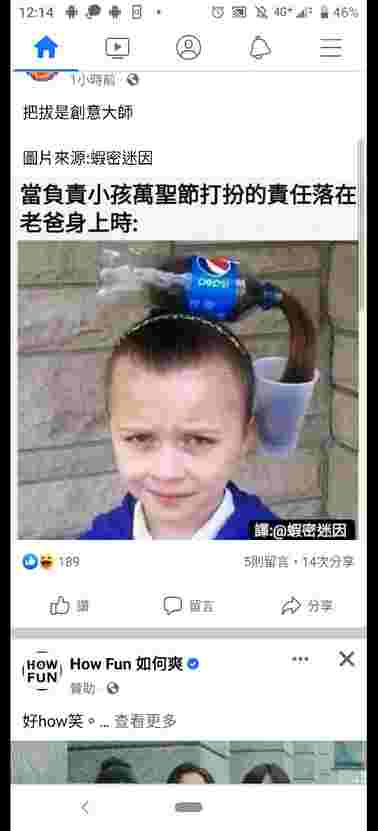 12:14
4G+
46%
1小時前
把拔是創意大師
圖片來源:蝦密迷因
當負責小孩萬聖節打扮的責任落在
老爸身上時:
pepsi
譯:@蝦密迷因
189
5則留言・14次分享
讚
留言
分享
HOW
FUN
How Fun 如何爽
贊助
好how笑。... 查看更多